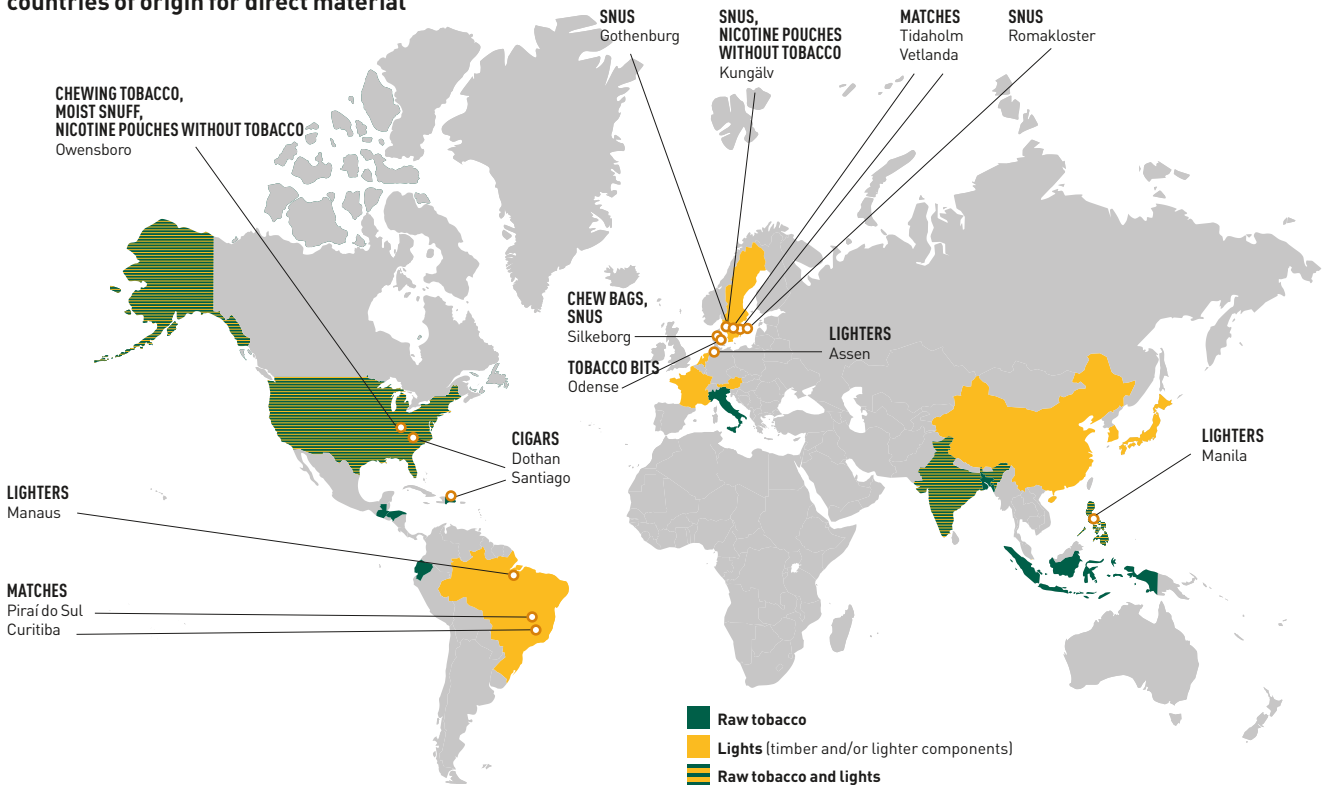 countries of origin for direct material
SNUS
Gothenburg
SNUS,
NICOTINE POUCHES
WITHOUT TOBACCO
Kungälv
MATCHES
Tidaholm
Vetlanda
SNUS
Romakloster
CHEWING TOBACCO,
MOIST SNUFF,
NICOTINE POUCHES WITHOUT TOBACCO
Owensboro
CHEW BAGS,
SNUS
Silkeborg
TOBACCO BITS
Odense
LIGHTERS
Assen
CIGARS
Dothan
Santiago
LIGHTERS
Manila
LIGHTERS
Manaus
MATCHES
Piraí do Sul
Curitiba
Raw tobacco
Lights (timber and/or lighter components)
Raw tobacco and lights